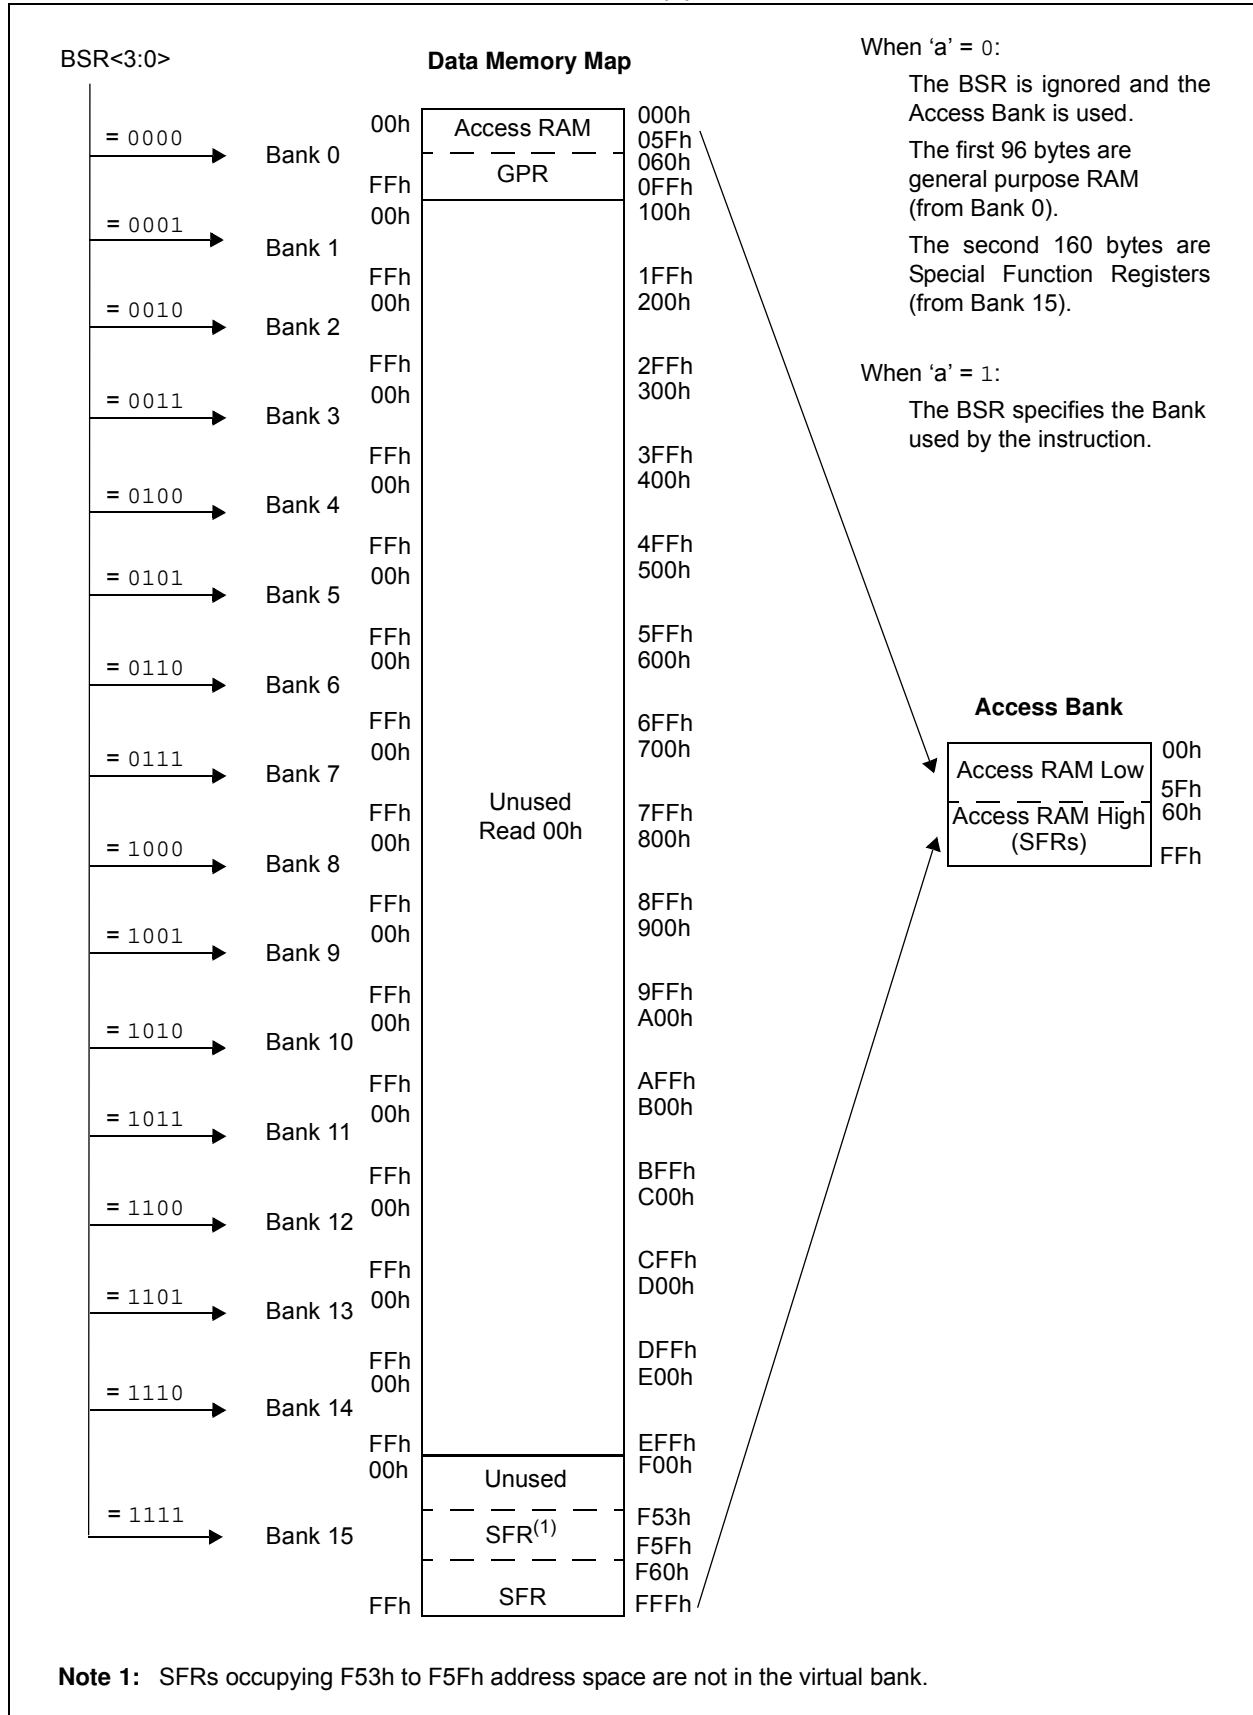 BSR<3:0>
Data Memory Map
When ‘a’ = 0:
The BSR is ignored and the
Access Bank is used.
The first 96 bytes are
general purpose RAM
(from Bank 0).
The second 160 bytes are
Special Function Registers
(from Bank 15).
When ‘a’ = 1:
The BSR specifies the Bank
used by the instruction.
= 0000
Bank 0
00h
Access RAM
000h
05Fh
060h
GPR
FFh
0FFh
= 0001
Bank 1
00h
100h
FFh
1FFh
= 0010
Bank 2
00h
200h
FFh
2FFh
= 0011
Bank 3
00h
300h
FFh
3FFh
= 0100
Bank 4
00h
400h
FFh
4FFh
= 0101
Bank 5
00h
500h
FFh
5FFh
= 0110
Bank 6
00h
600h
FFh
6FFh
= 0111
Bank 7
00h
700h
FFh
7FFh
Unused
Read 00h
= 1000
Bank 8
00h
800h
FFh
8FFh
= 1001
Bank 9
00h
900h
FFh
9FFh
= 1010
Bank 10
00h
A00h
FFh
AFFh
= 1011
Bank 11
00h
B00h
FFh
BFFh
= 1100
Bank 12
00h
C00h
FFh
CFFh
= 1101
Bank 13
00h
D00h
FFh
DFFh
= 1110
Bank 14
00h
E00h
FFh
EFFh
= 1111
Bank 15
00h
F00h
Unused
F53h
SFR(1)
F5Fh
F60h
SFR
FFh
FFFh
Access Bank
Access RAM Low
00h
5Fh
Access RAM High
(SFRs)
60h
FFh
Note 1: SFRs occupying F53h to F5Fh address space are not in the virtual bank.